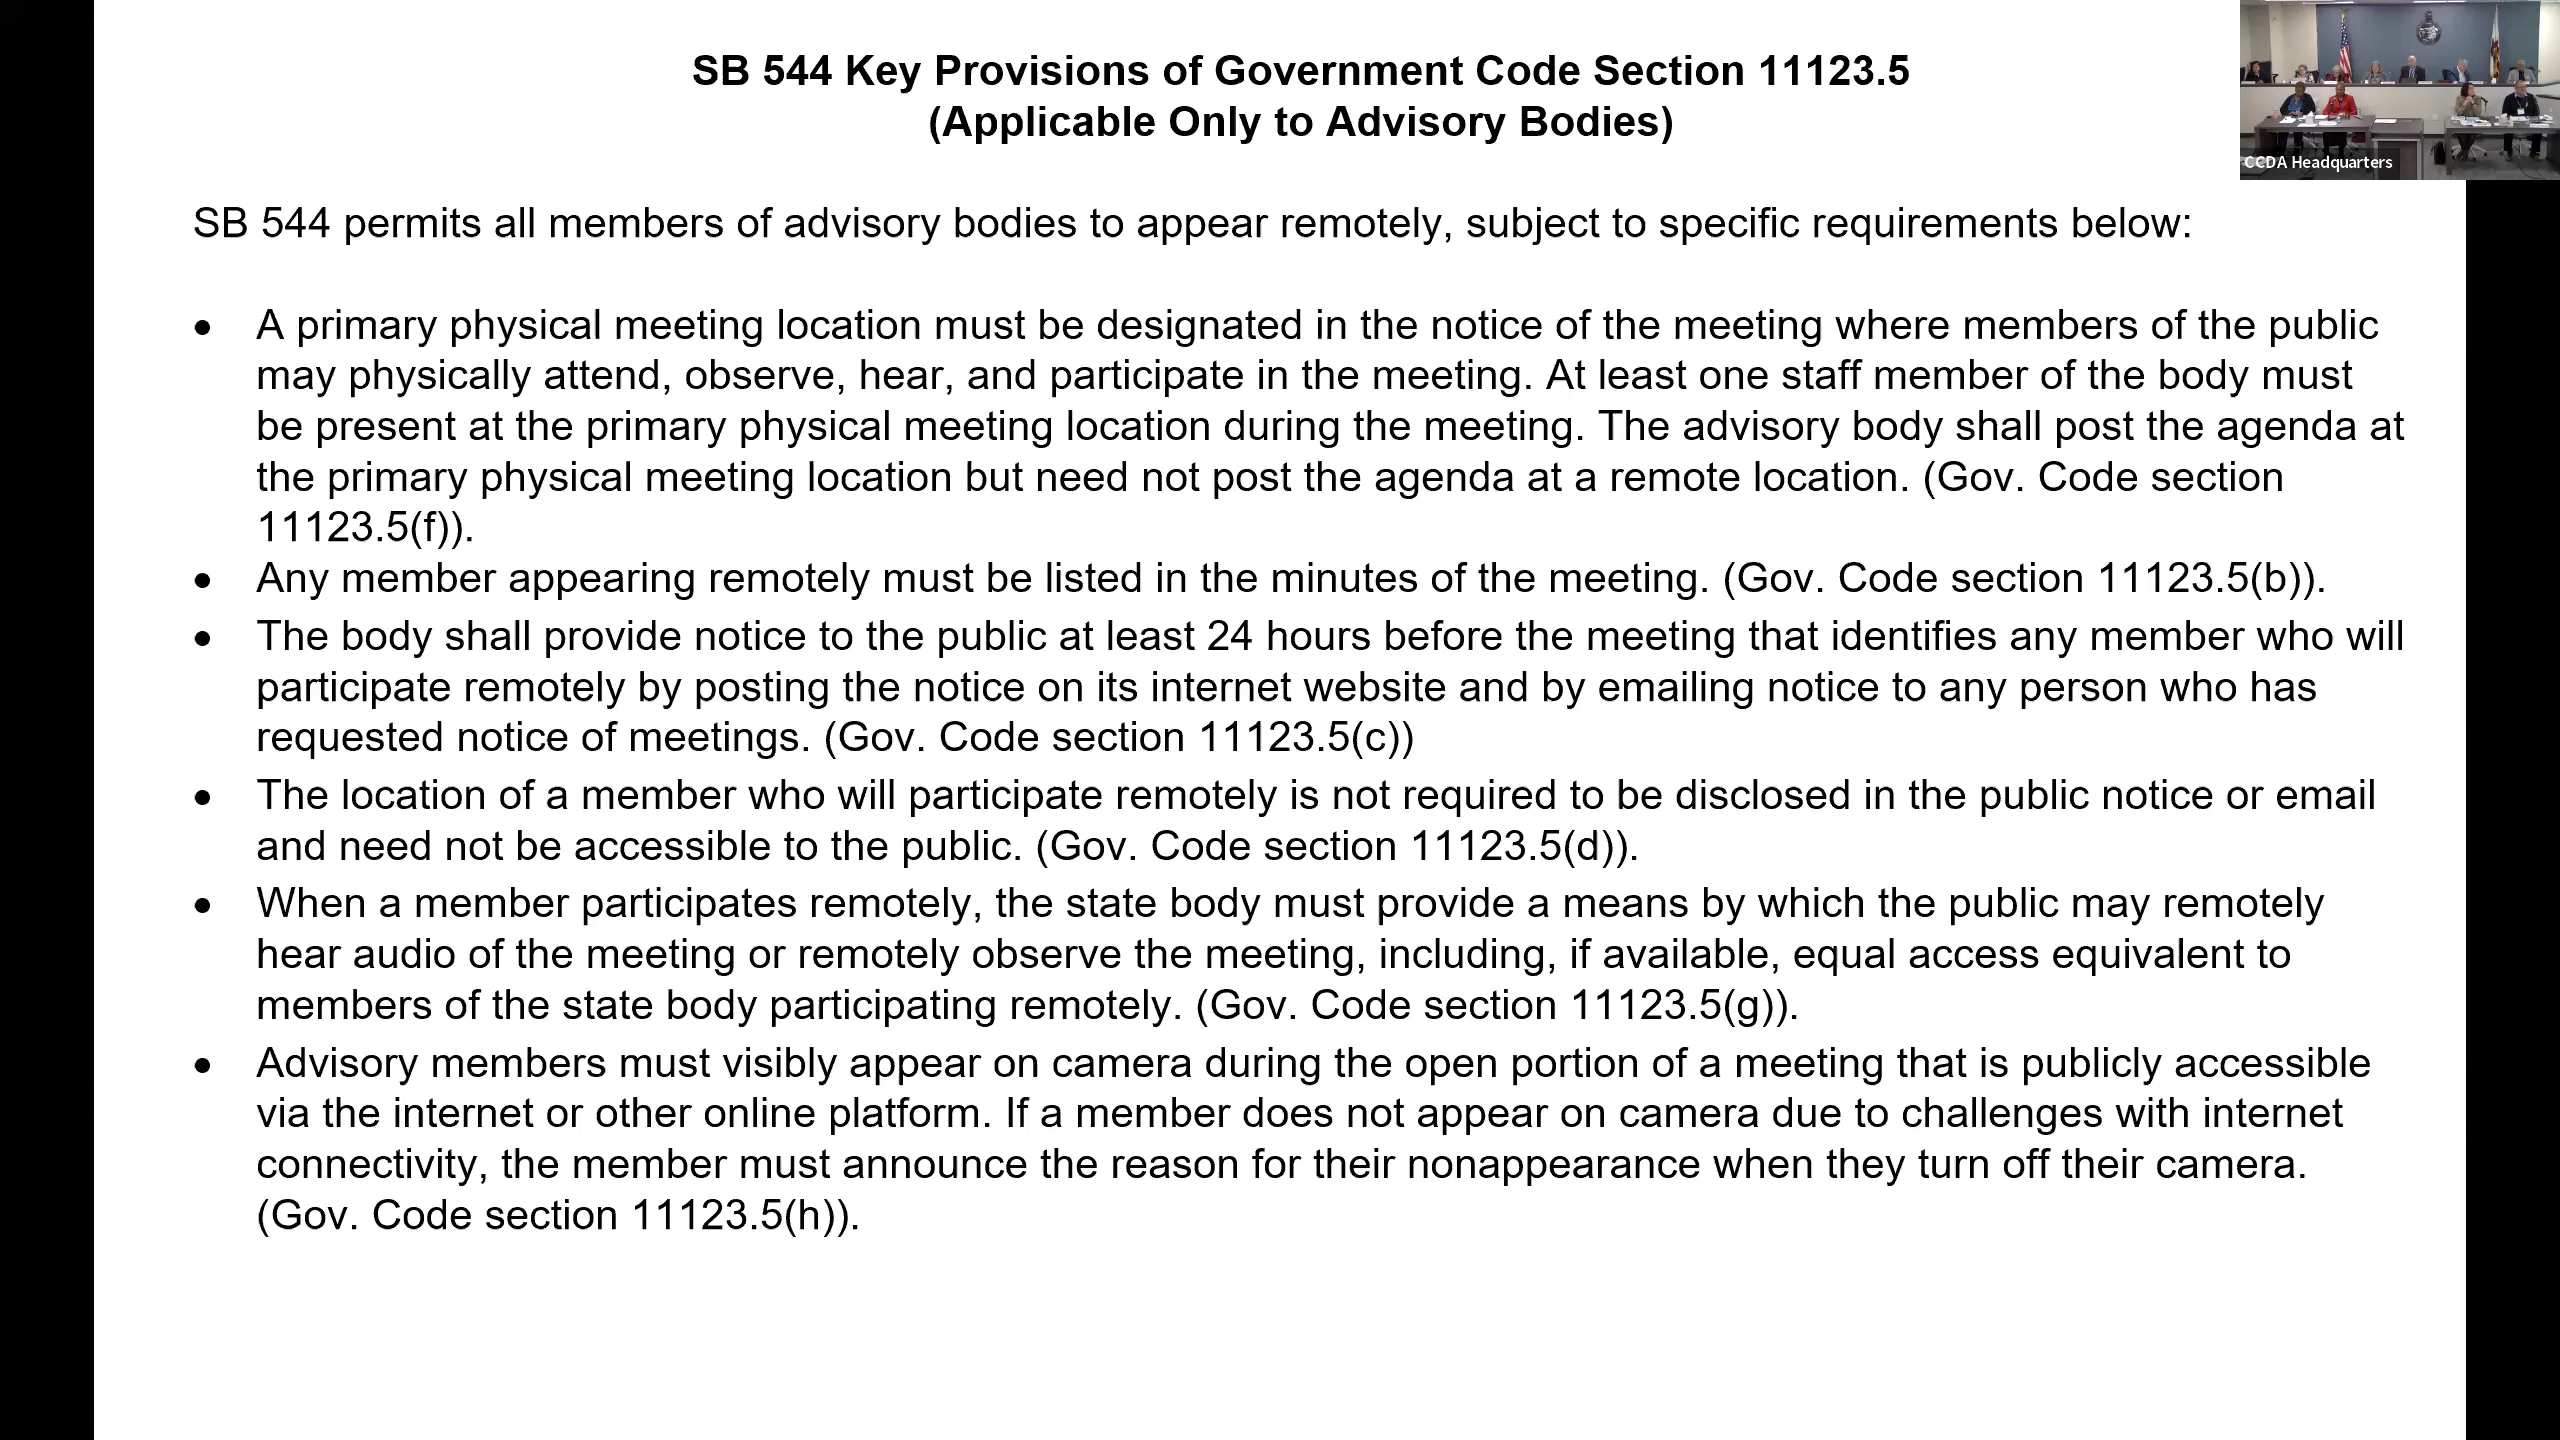 SB 544 Key Provisions of Government Code Section 11123.5
(Applicable Only to Advisory Bodies)
CCDA Headquarters
SB 544 permits all members of advisory bodies to appear remotely, subject to specific requirements below:
• A primary physical meeting location must be designated in the notice of the meeting where members of the public
may physically attend, observe, hear, and participate in the meeting. At least one staff member of the body must
be present at the primary physical meeting location during the meeting. The advisory body shall post the agenda at
the primary physical meeting location but need not post the agenda at a remote location. (Gov. Code section
11123.5(f)).
• Any member appearing remotely must be listed in the minutes of the meeting. (Gov. Code section 11123.5(b)).
• The body shall provide notice to the public at least 24 hours before the meeting that identifies any member who will
participate remotely by posting the notice on its internet website and by emailing notice to any person who has
requested notice of meetings. (Gov. Code section 11123.5(c))
• The location of a member who will participate remotely is not required to be disclosed in the public notice or email
and need not be accessible to the public. (Gov. Code section 11123.5(d)).
• When a member participates remotely, the state body must provide a means by which the public may remotely
hear audio of the meeting or remotely observe the meeting, including, if available, equal access equivalent to
members of the state body participating remotely. (Gov. Code section 11123.5(g)).
• Advisory members must visibly appear on camera during the open portion of a meeting that is publicly accessible
via the internet or other online platform. If a member does not appear on camera due to challenges with internet
connectivity, the member must announce the reason for their nonappearance when they turn off their camera.
(Gov. Code section 11123.5(h)).